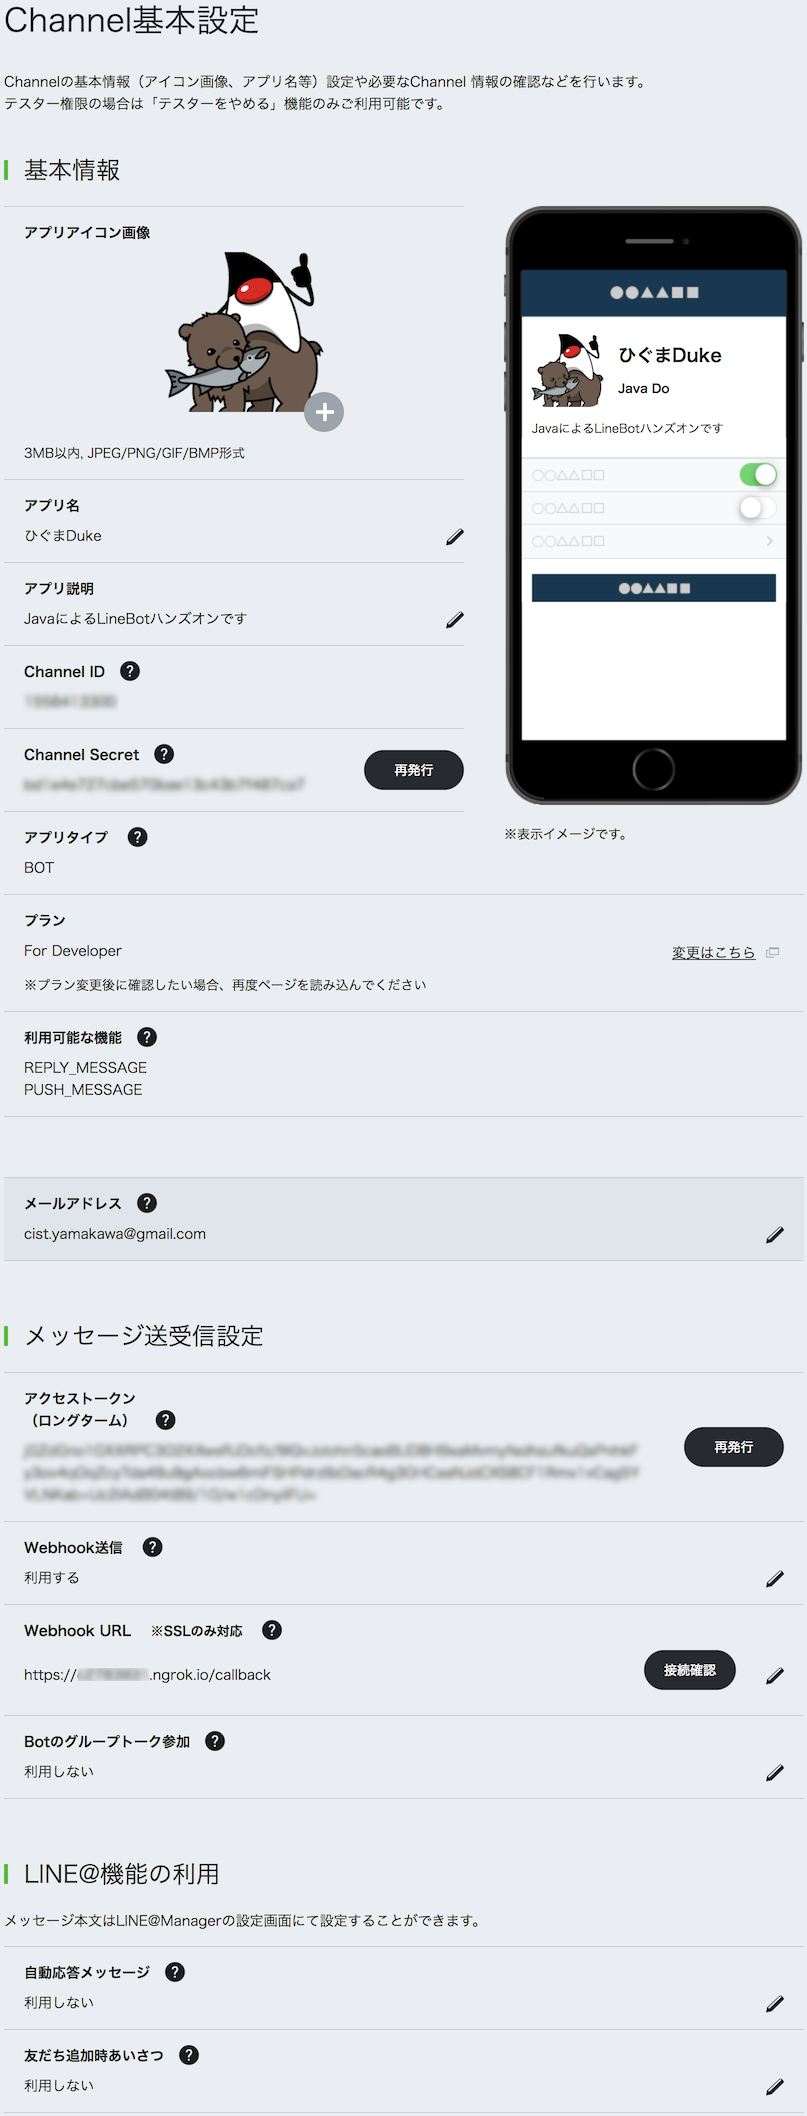 Channel基本設定
Channelの基本情報（アイコン画像、アプリ名等）設定や必要なChannel 情報の確認などを行います。
テスター権限の場合は「テスターをやめる」機能のみご利用可能です。
基本情報
アプリアイコン画像
3MB以内, JPEG/PNG/GIF/BMP形式
アプリ名
ひぐまDuke
アプリ説明
JavaによるLineBotハンズオンです
Channel ID
Channel Secret
再発行
アプリタイプ
BOT
●●▲▲■■
ひぐまDuke
Java Do
JavaによるLineBotハンズオンです
○○△△□□
○○△△□□
○○△△□□
●●▲▲■■
※表示イメージです。
プラン
For Developer
変更はこちら
※プラン変更後に確認したい場合、再度ページを読み込んでください
利用可能な機能
REPLY_MESSAGE
PUSH_MESSAGE
メールアドレス
cist.yamakawa@gmail.com
メッセージ送受信設定
アクセストークン
（ロングターム）
再発行
Webhook送信
利用する
Webhook URL ※SSLのみ対応
https://.ngrok.io/callback
接続確認
Botのグループトーク参加
利用しない
LINE@機能の利用
メッセージ本文はLINE@Managerの設定画面にて設定することができます。
自動応答メッセージ
利用しない
友だち追加時あいさつ
利用しない